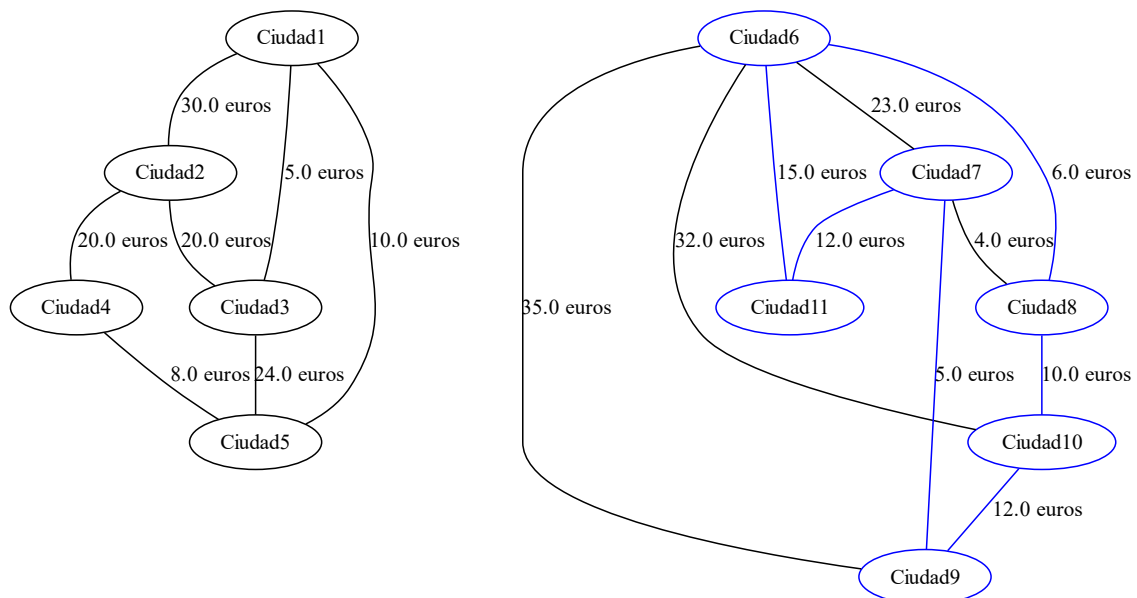 Ciudad1
Ciudad6
30.0 euros
23.0 euros
Ciudad2
5.0 euros
15.0 euros
Ciudad7
6.0 euros
20.0 euros
20.0 euros
10.0 euros
32.0 euros
12.0 euros
4.0 euros
Ciudad4
Ciudad3
35.0 euros
Ciudad11
Ciudad8
8.0 euros
24.0 euros
5.0 euros
10.0 euros
Ciudad5
Ciudad10
12.0 euros
Ciudad9